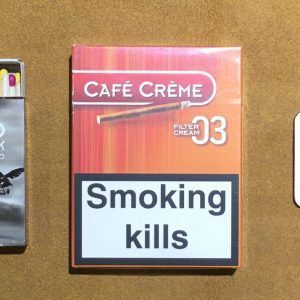 CAFÉ CRÈME
FILTER
CREAM 03
Smoking
kills